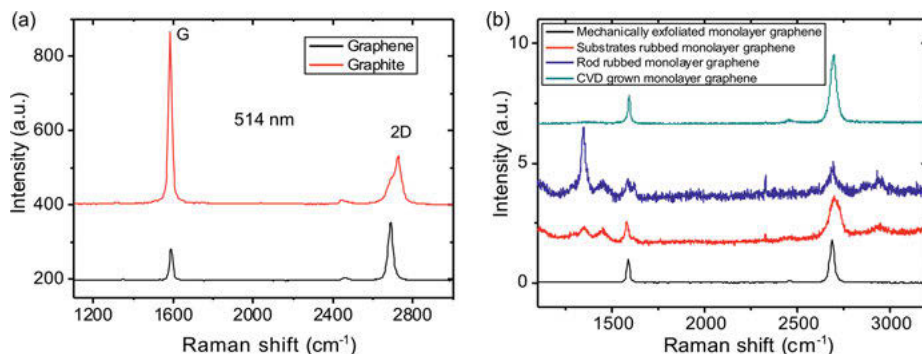 (a)
G
Graphene
Graphite
514 nm
2D
800
600
400
200
Intensity (a.u.)
1200
1600
2000
2400
2800
Raman shift (cm⁻¹)
(b)
Mechanically exfoliated monolayer graphene
Substrates rubbed monolayer graphene
Rod rubbed monolayer graphene
CVD grown monolayer graphene
10
5
0
Intensity (a.u.)
1500
2000
2500
3000
Raman shift (cm⁻¹)